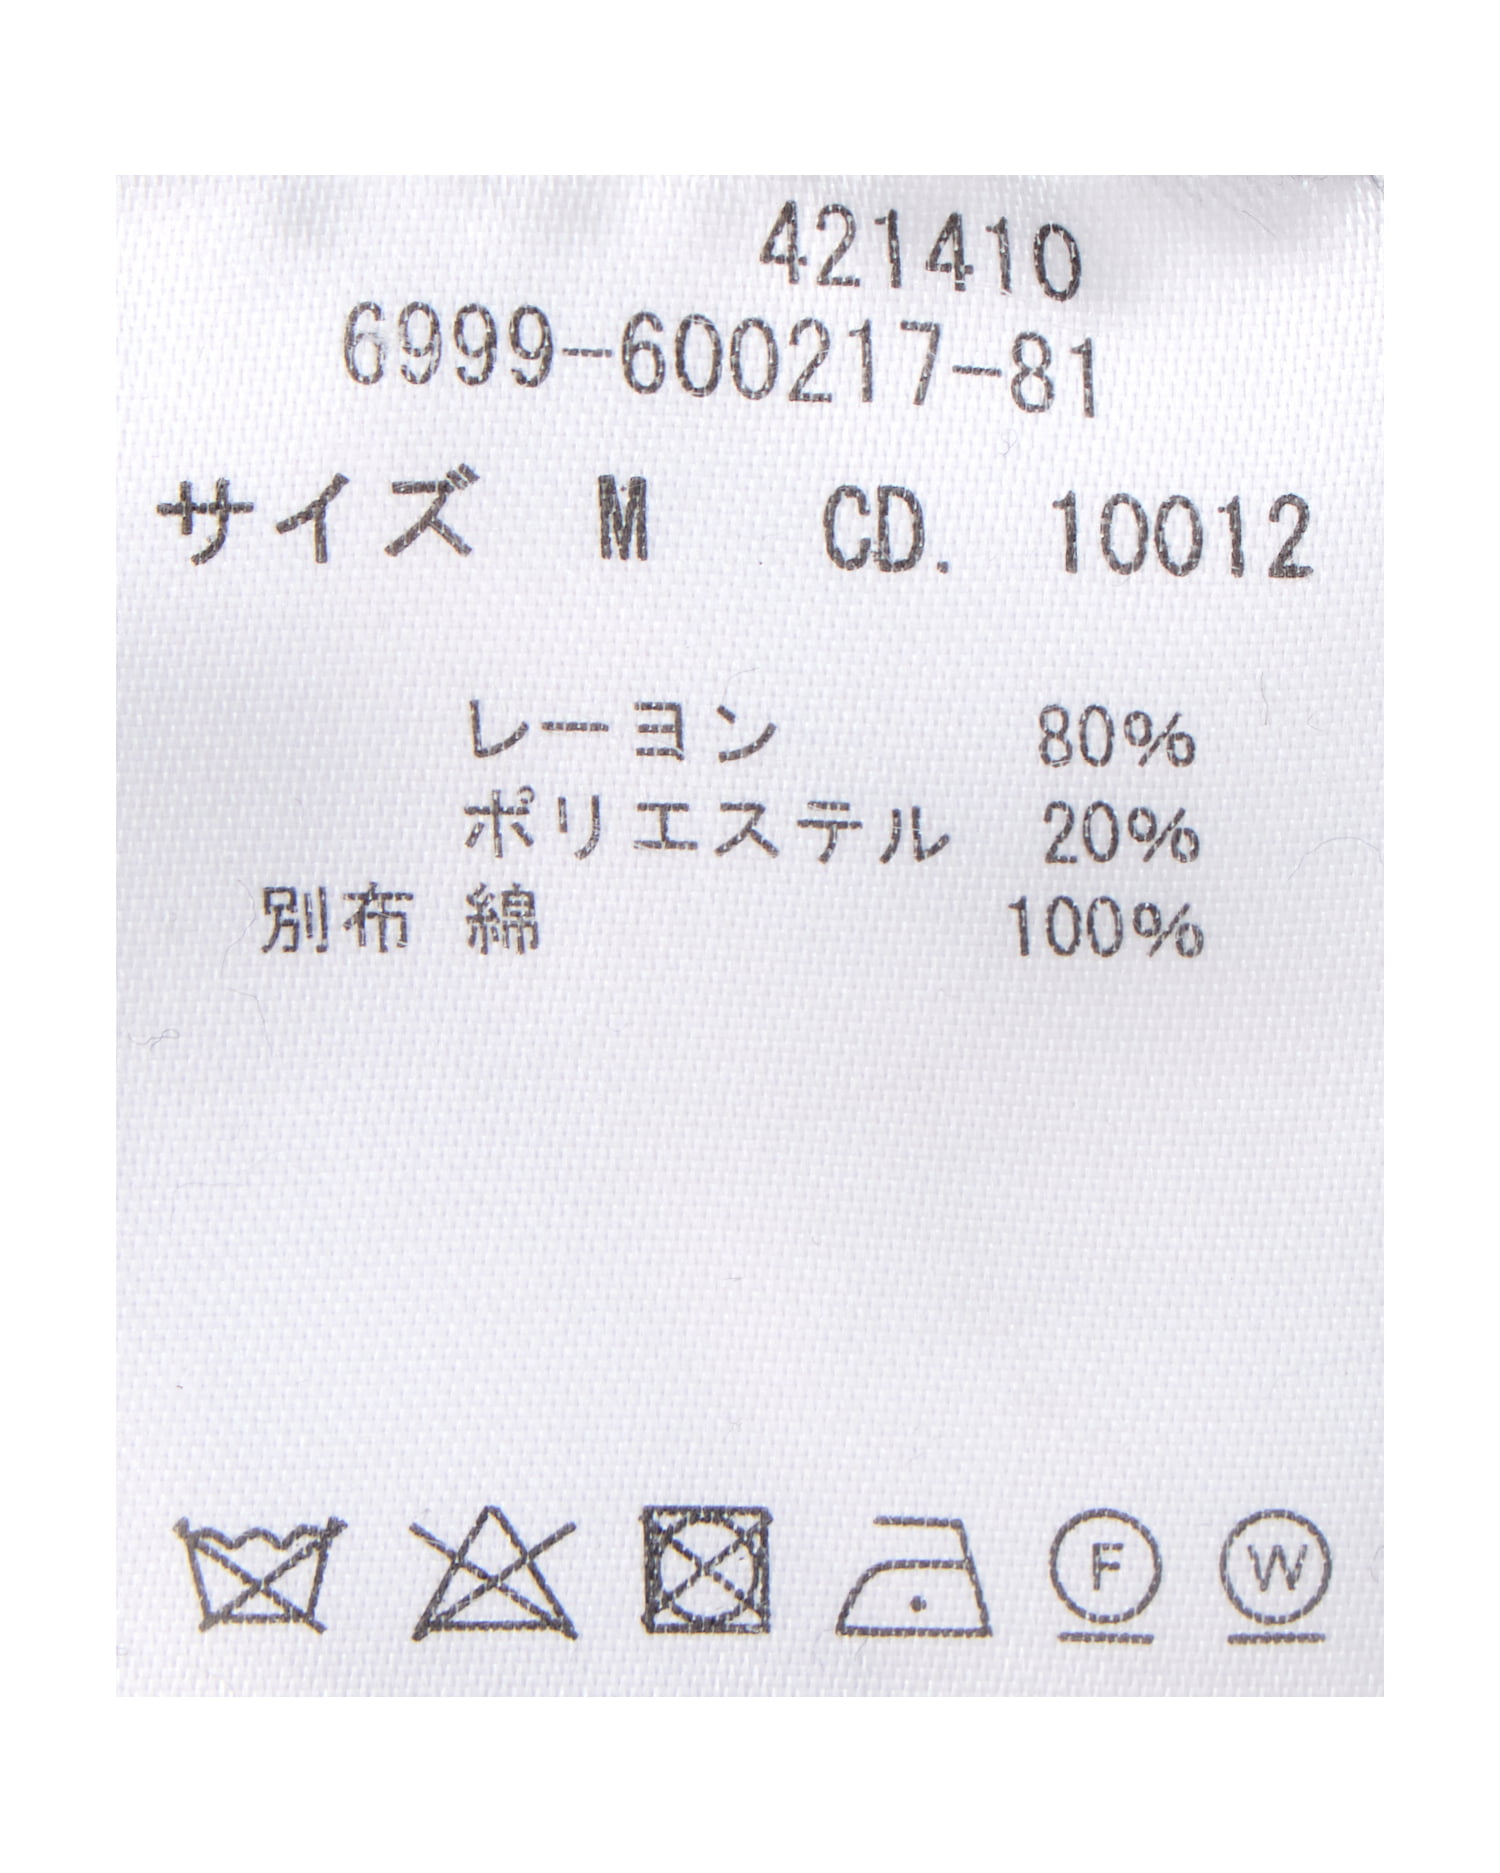 421410
6999-600217-81
サイズ M CD. 10012
レーヨン 80%
ポリエステル 20%
別布 綿 100%
F W